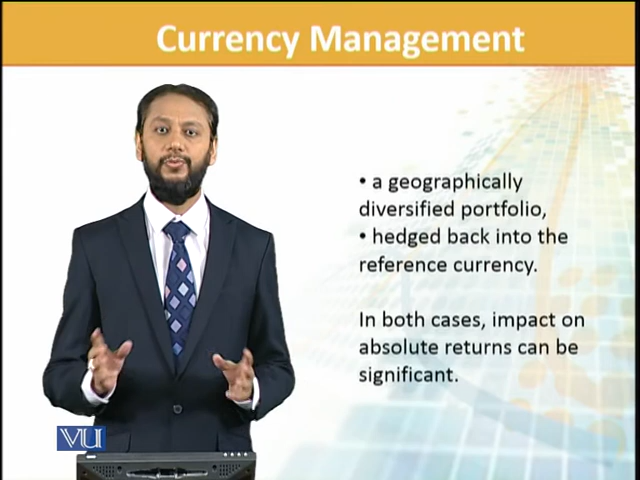 Currency Management
• a geographically
diversified portfolio,
• hedged back into the
reference currency.
In both cases, impact on
absolute returns can be
significant.
VU